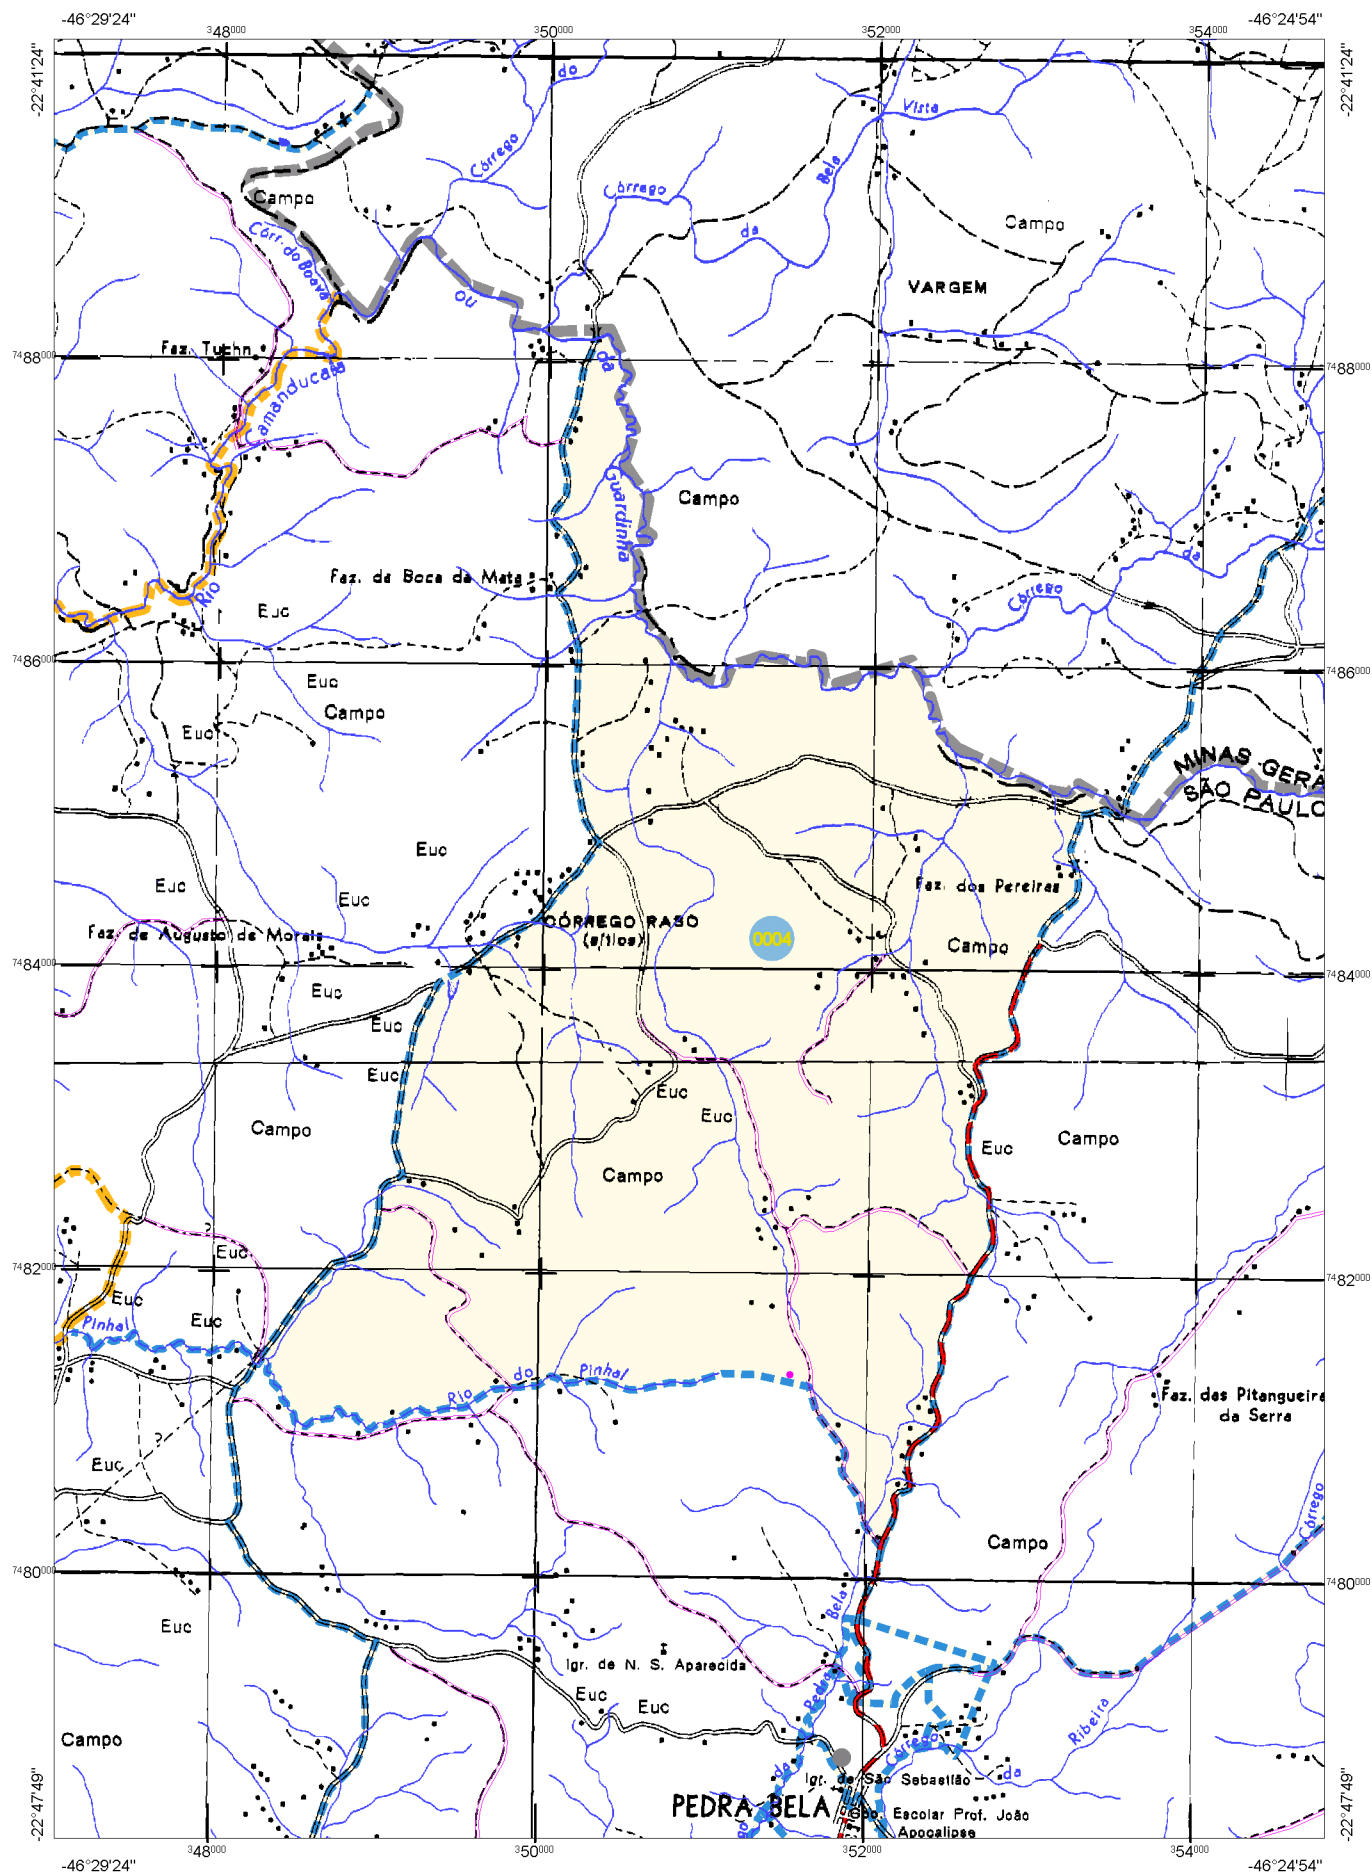 -46°29'24"
-46°24'54"
348000
350000
352000
354000
-22°41'24"
-22°41'24"
do
Vista
Córrego
Bela
Córrego
Campo
da
Campo
Córr. do Boava
ou
VARGEM
7488000
7488000
Faz. Tuchn
da
Camanducaia
Guardinha
Campo
da
Rio
Faz. da Boca da Mata
Euc
Córrego
7486000
7486000
Euc
Campo
Euc
MINAS GERA
SÃO PAULO
Euc
Euc
Euc
Faz. dos Pereiras
Faz. de Augusto de Morais
CÓRREGO RASO
(sítios)
0004
Campo
7484000
7484000
Euc
Euc
Euc
Euc
Euc
Campo
Euc
Campo
Campo
?
Euc
7482000
7482000
Euc
Euc
Pinhal
Rio
do
Pinhal
Faz. das Pitangueira
da Serra
?
Euc
Córrego
Campo
7480000
7480000
Bela
Euc
Igr. de N. S. Aparecida
Pedra
Euc
Euc
Ribeira
Campo
Córrego
da
da
Igr. de São Sebastião
PEDRA BELA
Gpo. Escolar Prof. João
Apocalipse
-22°47'49"
-22°47'49"
348000
350000
352000
354000
-46°29'24"
-46°24'54"